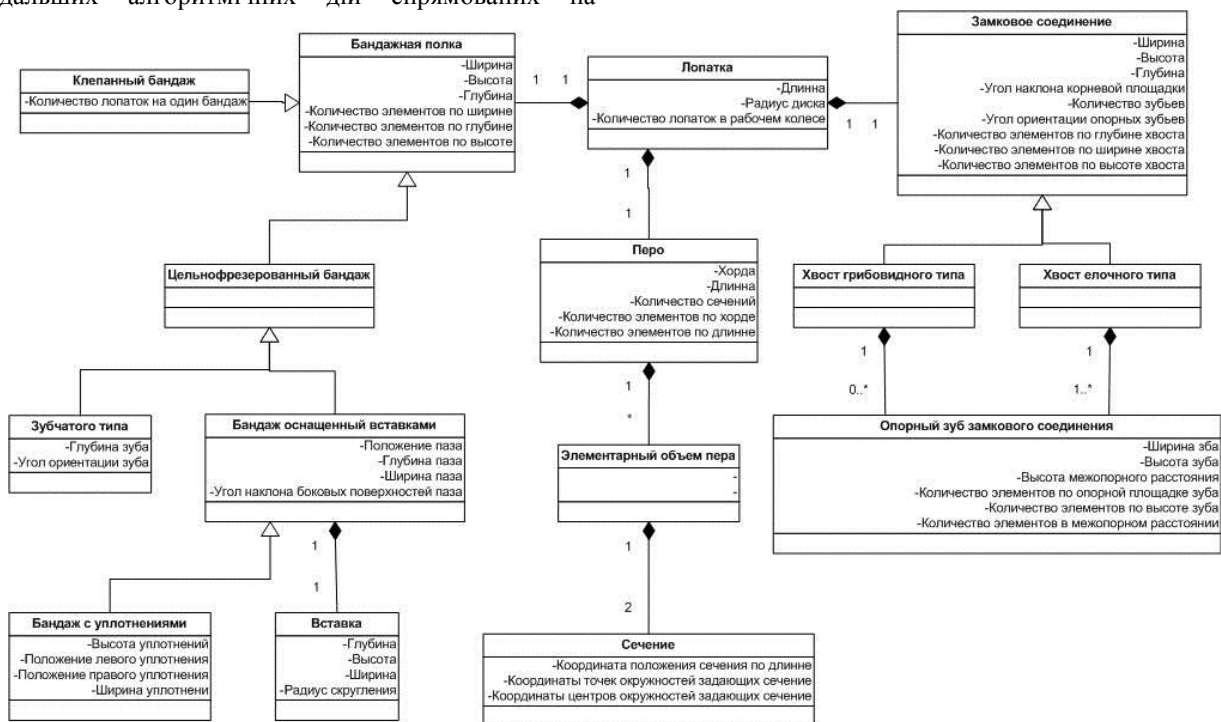 дальших алгоритмічних дій спрямованих на
Замковое соединение
-Ширина
-Высота
-Глубина
-Угол наклона корневой площадки
-Количество зубьев
-Угол ориентации опорных зубьев
-Количество элементов по глубине хвоста
-Количество элементов по ширине хвоста
-Количество элементов по высоте хвоста
Бандажная полка
-Ширина
-Высота
-Глубина
-Количество элементов по ширине
-Количество элементов по глубине
-Количество элементов по высоте
Клепанный бандаж
-Количество лопаток на один бандаж
1 1
Лопатка
-Длинна
-Радиус диска
-Количество лопаток в рабочем колесе
1 1
1
1
Перо
-Хорда
-Длинна
-Количество сечений
-Количество элементов по хорде
-Количество элементов по длинне
Цельнофрезерованный бандаж
Хвост грибовидного типа
Хвост елочного типа
1
0..*
1
1..*
1
*
Зубчатого типа
-Глубина зуба
-Угол ориентации зуба
Бандаж оснащенный вставками
-Положение паза
-Глубина паза
-Ширина паза
-Угол наклона боковых поверхностей паза
Элементарный объем пера
-
-
Опорный зуб замкового соединения
-Ширина зба
-Высота зуба
-Высота межопорного расстояния
-Количество элементов по опорной площадке зуба
-Количество элементов по высоте зуба
-Количество элементов в межопорном расстоянии
1
1
1
2
Бандаж с уплотнениями
-Высота уплотнений
-Положение левого уплотнения
-Положение правого уплотнения
-Ширина уплотнени
Вставка
-Глубина
-Высота
-Ширина
-Радиус скругления
Сечение
-Координата положения сечения по длинне
-Координаты точек окружностей задающих сечение
-Координаты центров окружностей задающих сечение